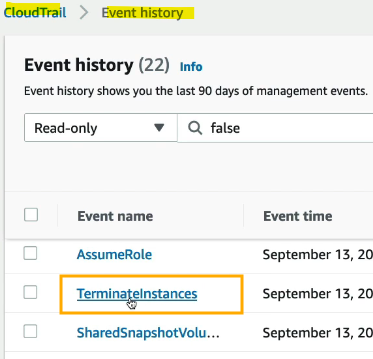 CloudTrail > Event history
Event history (22) Info
Event history shows you the last 90 days of management events.
Read-only false
Event name Event time
AssumeRole September 13, 20
TerminateInstances September 13, 20
SharedSnapshotVolu... September 13, 20